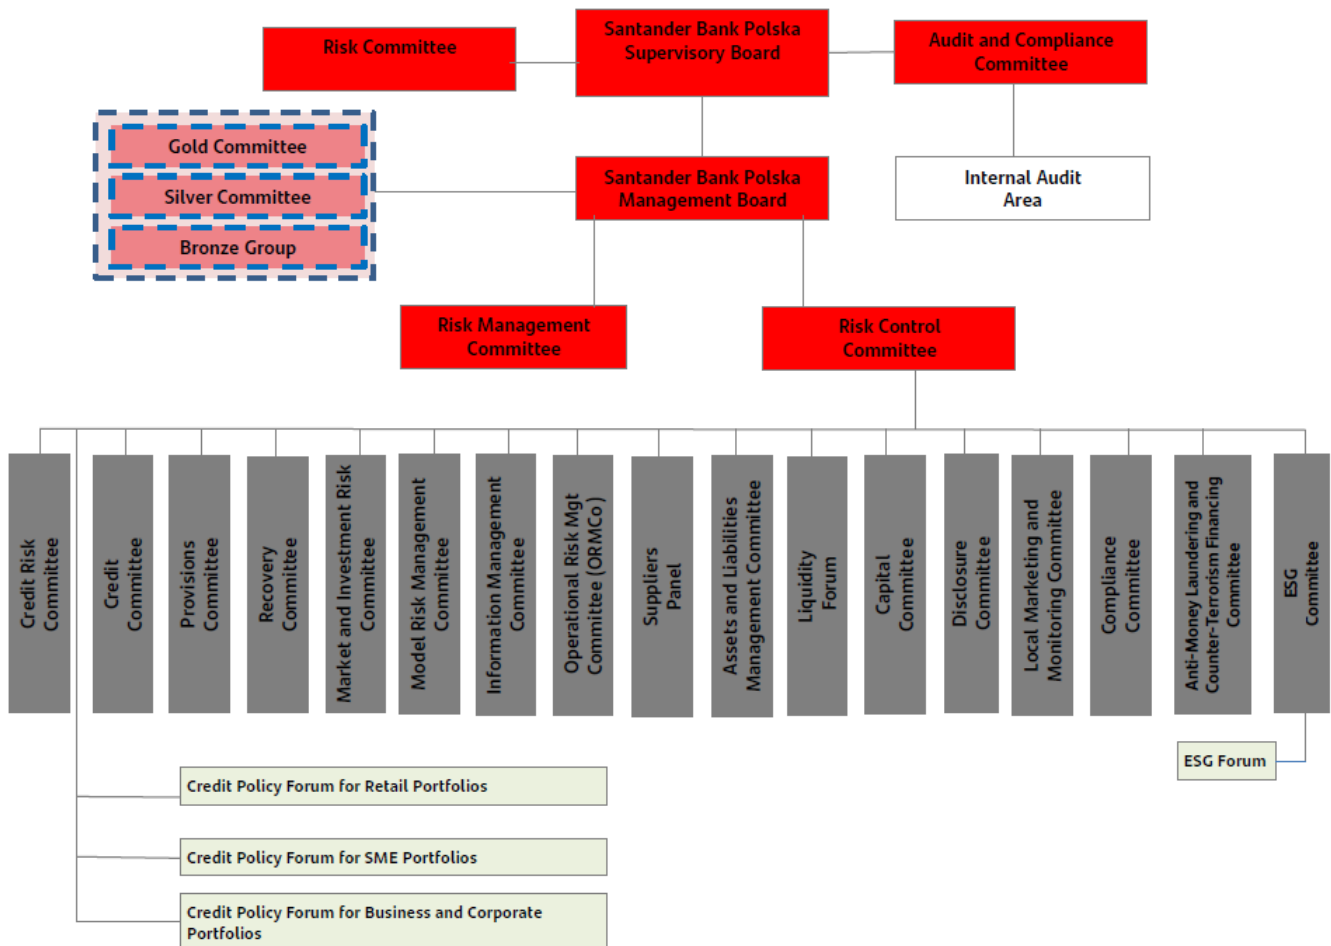 Risk Committee
Santander Bank Polska
Supervisory Board
Audit and Compliance
Committee
Gold Committee
Silver Committee
Bronze Group
Santander Bank Polska
Management Board
Internal Audit
Area
Risk Management
Committee
Risk Control
Committee
Credit Risk
Committee
Credit
Committee
Provisions
Committee
Recovery
Committee
Market and Investment Risk
Committee
Model Risk Management
Committee
Information Management
Committee
Operational Risk Mgt
Committee (ORMCo )
Suppliers
Panel
Assets and Liabilities
Management Committee
Liquidity
Forum
Capital
Committee
Disclosure
Committee
Local Marketing and
Monitoring Committee
Compliance
Committee
Anti-Money Laundering and
Counter-Terrorism Financing
Committee
ESG
Committee
ESG Forum
Credit Policy Forum for Retail Portfolios
Credit Policy Forum for SME Portfolios
Credit Policy Forum for Business and Corporate
Portfolios